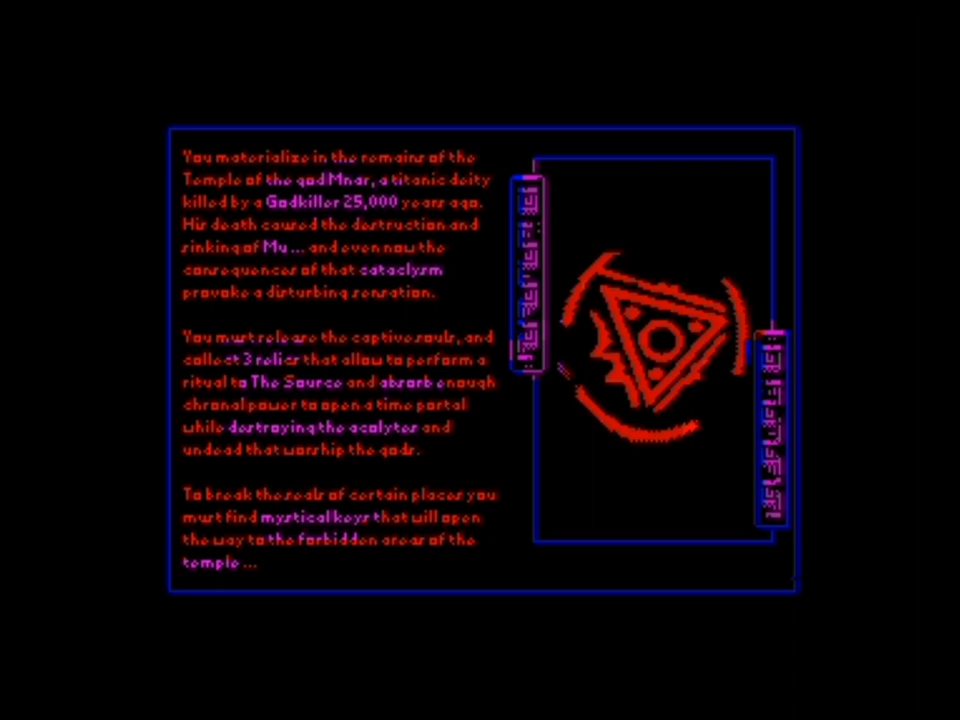 You materialize in the remains of the
Temple of the god Mnar, a titanic deity
killed by a Godkiller 25,000 years ago.
His death caused the destruction and
sinking of Mu... and even now the
consequences of that cataclysm
provoke a disturbing sensation.
You must release the captive souls, and
collect 3 relics that allow to perform a
ritual to The Source and absorb enough
chronal power to open a time portal
while destroying the acolytes and
undead that worship the gods.
To break the seals of certain places you
must find mystical keys that will open
the way to the forbidden areas of the
temple ...